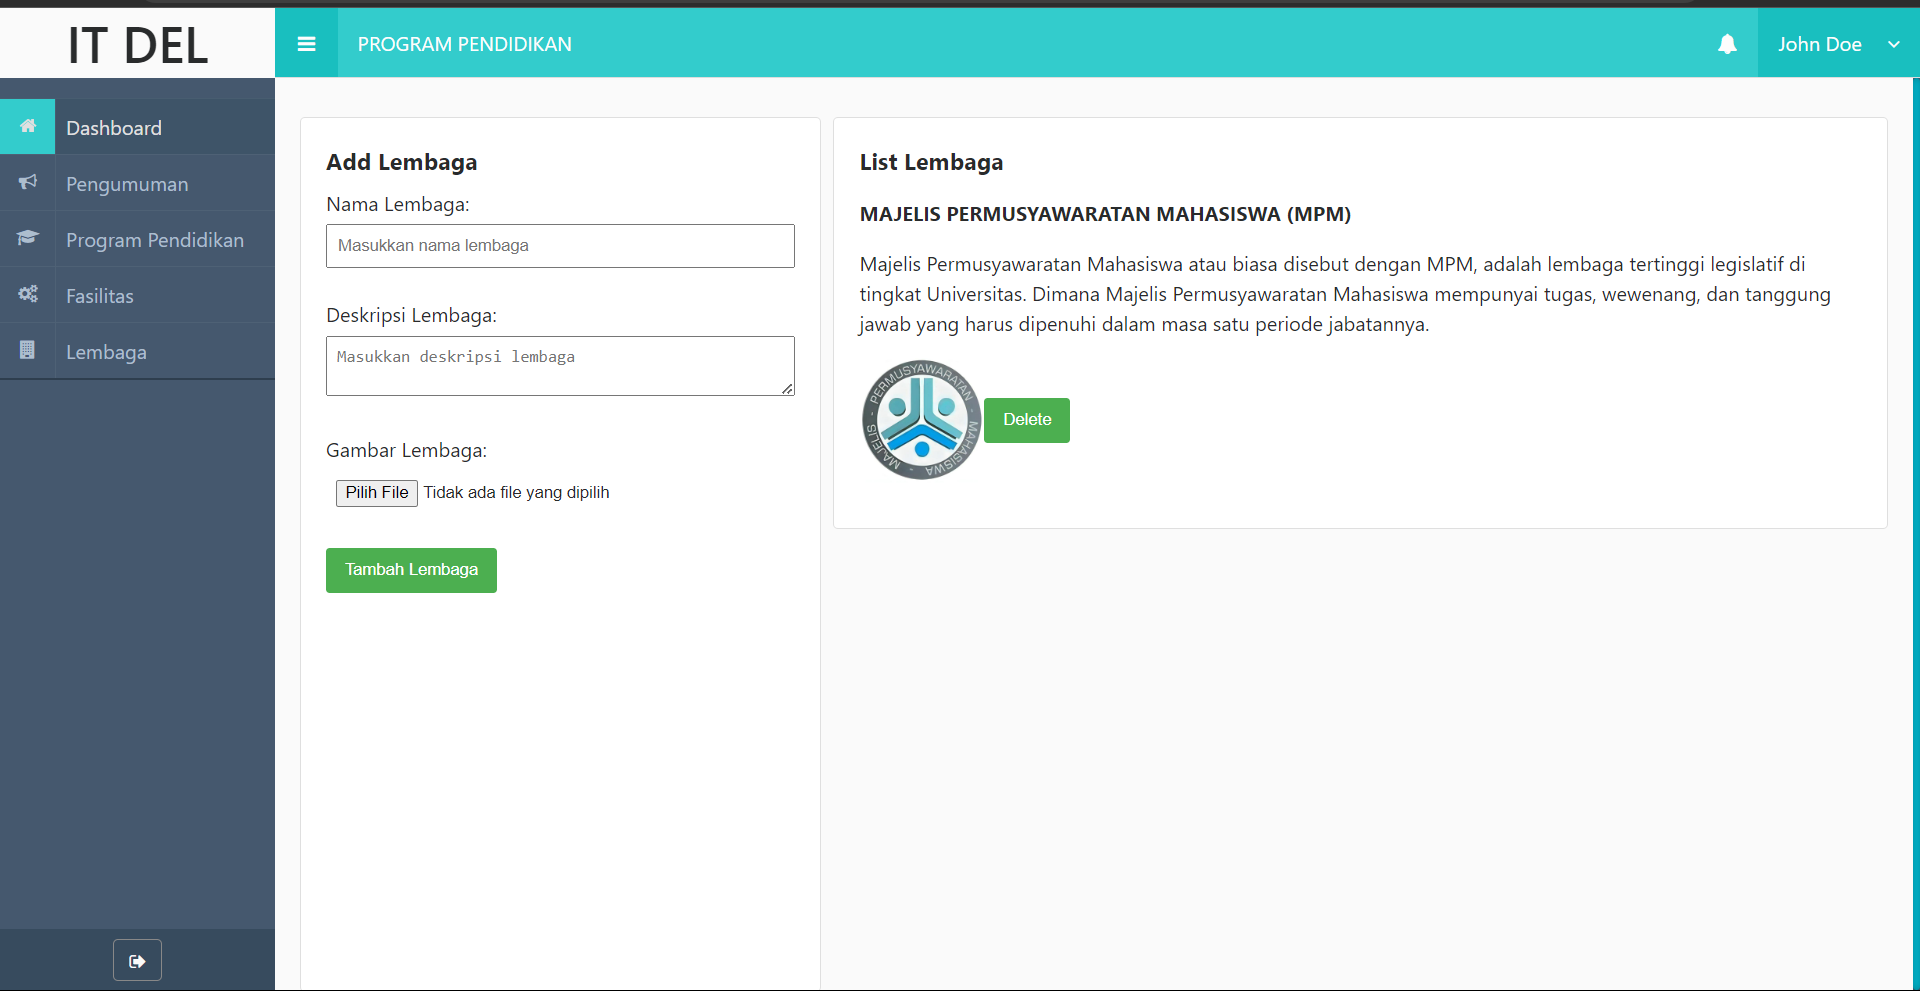 IT DEL
PROGRAM PENDIDIKAN
John Doe
Dashboard
Pengumuman
Program Pendidikan
Fasilitas
Lembaga
Add Lembaga
Nama Lembaga:
Masukkan nama lembaga
Deskripsi Lembaga:
Masukkan deskripsi lembaga
Gambar Lembaga:
Pilih File Tidak ada file yang dipilih
Tambah Lembaga
List Lembaga
MAJELIS PERMUSYAWARATAN MAHASISWA (MPM)
Majelis Permusyawaratan Mahasiswa atau biasa disebut dengan MPM, adalah lembaga tertinggi legislatif di
tingkat Universitas. Dimana Majelis Permusyawaratan Mahasiswa mempunyai tugas, wewenang, dan tanggung
jawab yang harus dipenuhi dalam masa satu periode jabatannya.
MAJELIS - PERMUSYAWARATAN - MAHASISWA -
Delete